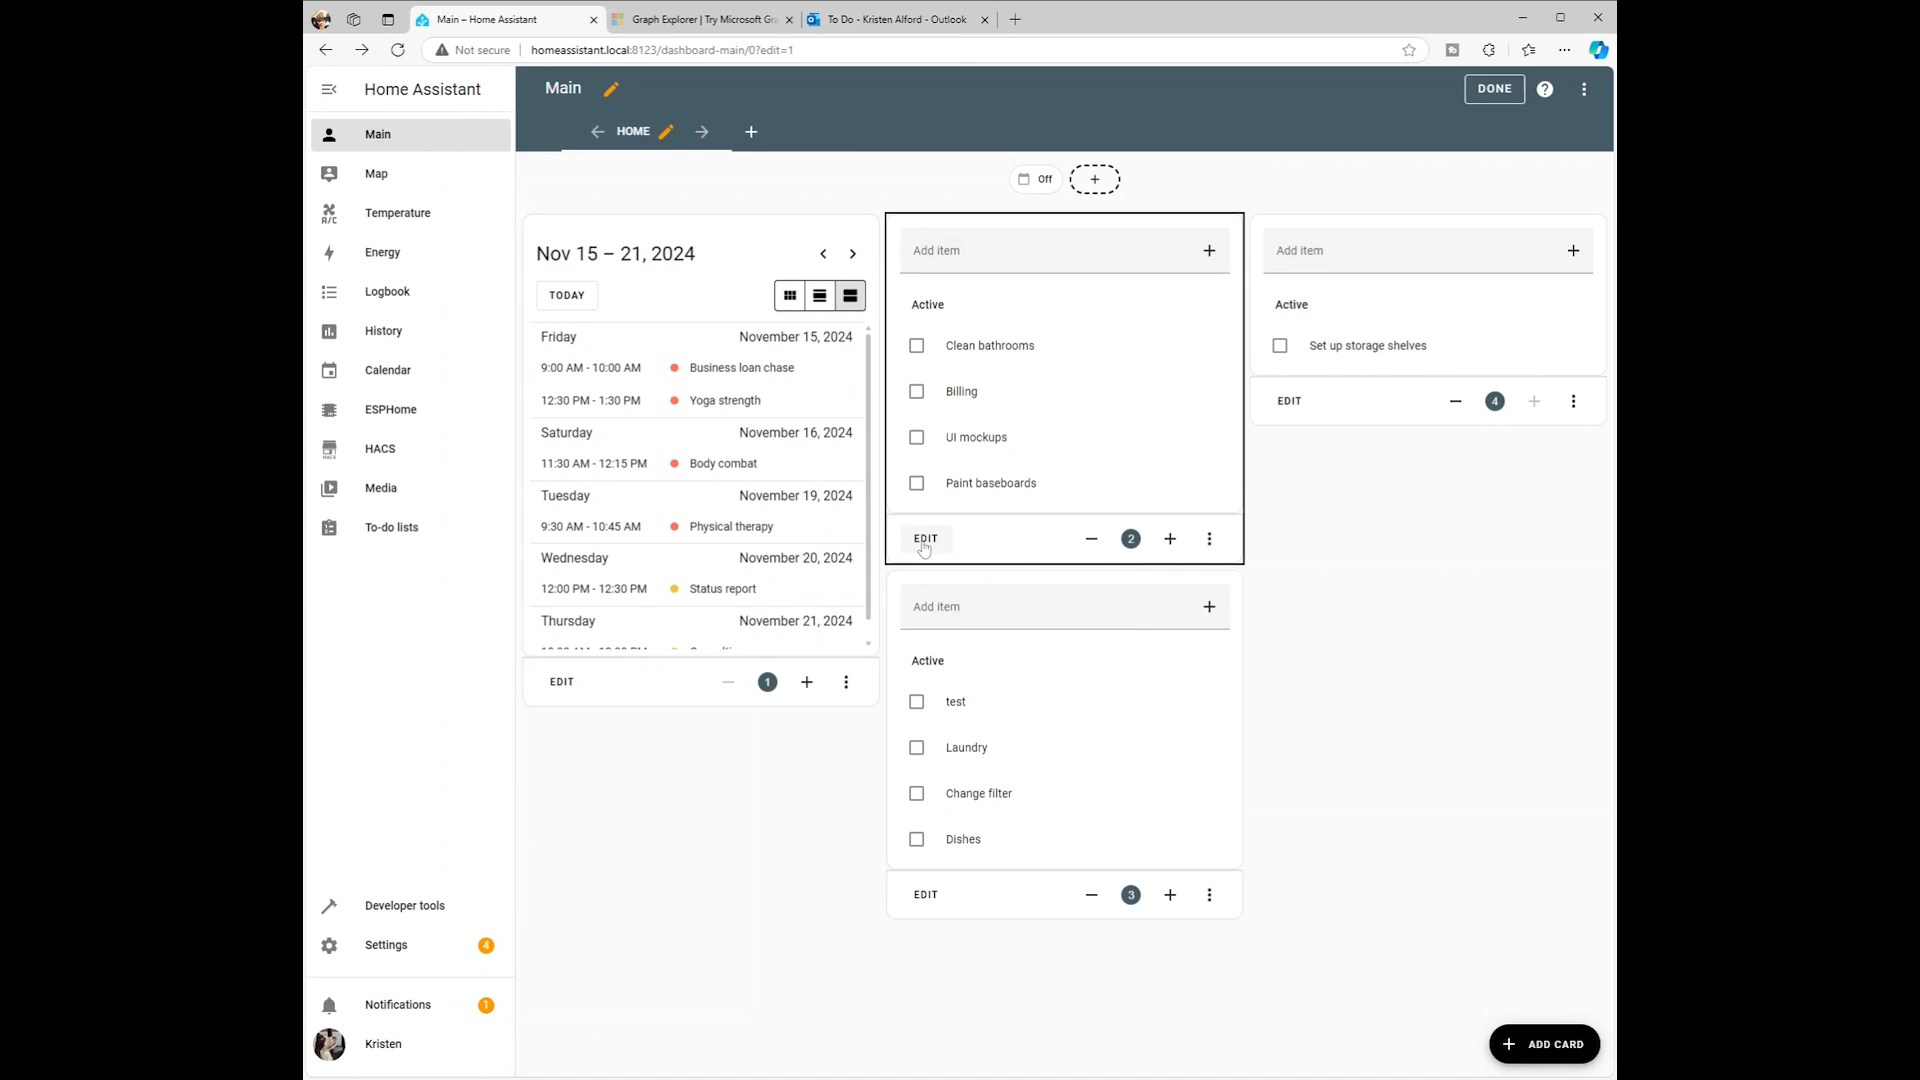 Main – Home Assistant
Graph Explorer | Try Microsoft Gra
To Do - Kristen Alford - Outlook
Not secure
homeassistant.local:8123/dashboard-main/0?edit=1
Home Assistant
Main
Map
A/C
Temperature
Energy
Logbook
History
Calendar
ESPHome
HACS
HACS
Media
To-do lists
Developer tools
Settings
4
Notifications
1
Kristen
Main
DONE
HOME
Off
Nov 15 – 21, 2024
TODAY
Friday November 15, 2024
9:00 AM - 10:00 AM Business loan chase
12:30 PM - 1:30 PM Yoga strength
Saturday November 16, 2024
11:30 AM - 12:15 PM Body combat
Tuesday November 19, 2024
9:30 AM - 10:45 AM Physical therapy
Wednesday November 20, 2024
12:00 PM - 12:30 PM Status report
Thursday November 21, 2024
EDIT
1
Add item
Active
Clean bathrooms
Billing
UI mockups
Paint baseboards
EDIT
2
Add item
Active
test
Laundry
Change filter
Dishes
EDIT
3
Add item
Active
Set up storage shelves
EDIT
4
ADD CARD